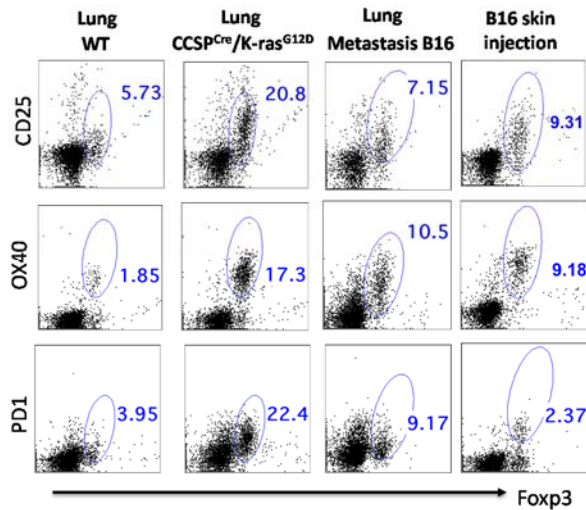 Lung
WT
Lung
CCSPCre/K-rasG12D
Lung
Metastasis B16
B16 skin
injection
CD25
5.73
20.8
7.15
9.31
OX40
1.85
17.3
10.5
9.18
PD1
3.95
22.4
9.17
2.37
Foxp3